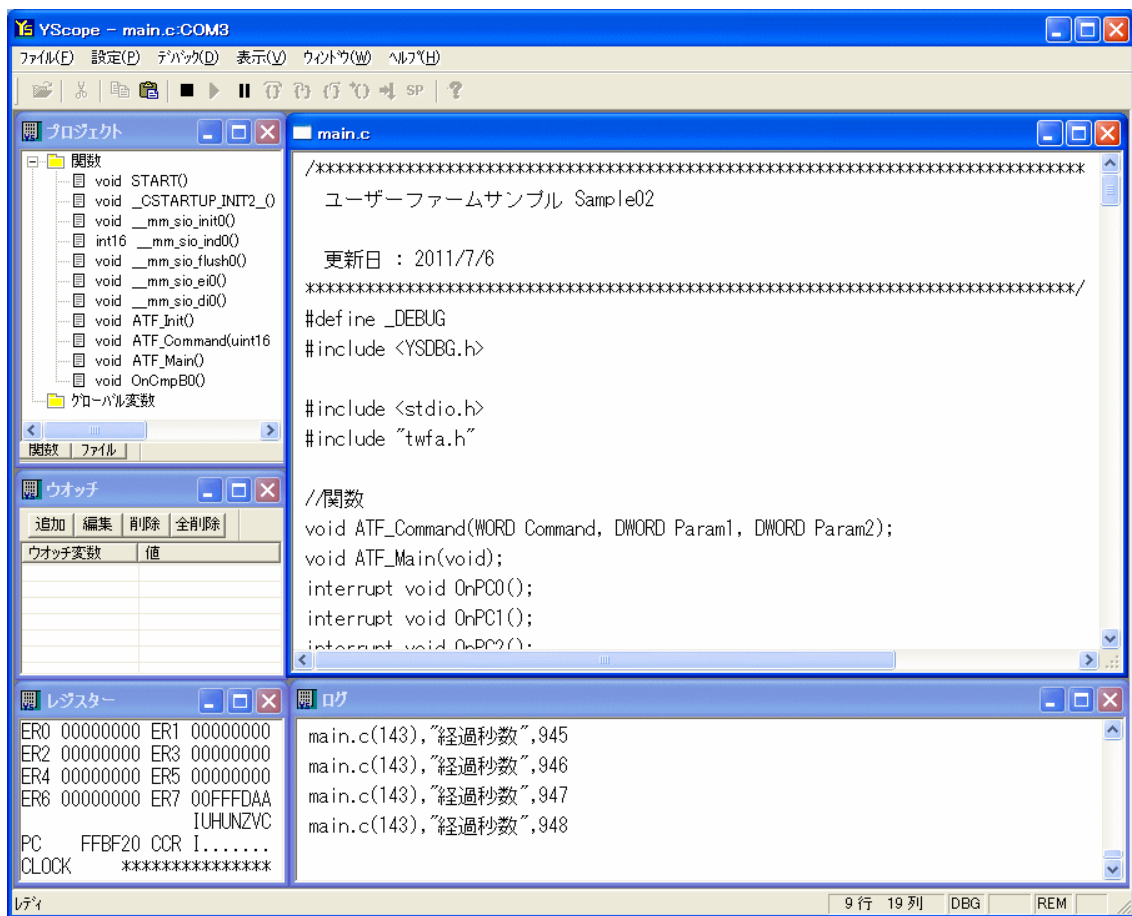 YScope - main.c:COM3
ﾌｧｲﾙ(F) 設定(P) ﾃﾞﾊﾞｯｸ(D) 表示(V) ｳｨﾝﾄﾞｳ(W) ﾍﾙﾌﾟ(H)
SP
プロジェクト
関数
void START()
void _CSTARTUP_INIT2_()
void __mm_sio_init0()
int16 __mm_sio_ind0()
void __mm_sio_flush0()
void __mm_sio_ei0()
void __mm_sio_di0()
void ATF_Init()
void ATF_Command(uint16
void ATF_Main()
void OnCmpB0()
ｸﾞﾛｰﾊﾞﾙ変数
関数 ﾌｧｲﾙ
main.c
/*****************************************************************************
ユーザーファームサンプル Sample02
更新日 : 2011/7/6
*****************************************************************************/
#define _DEBUG
#include <YSDBG.h>
#include <stdio.h>
#include "twfa.h"
//関数
void ATF_Command(WORD Command, DWORD Param1, DWORD Param2);
void ATF_Main(void);
interrupt void OnPC0();
interrupt void OnPC1();
interrupt void OnPC2();
ウオッチ
追加 編集 削除 全削除
ウオッチ変数 値
レジスター
ER0 00000000 ER1 00000000
ER2 00000000 ER3 00000000
ER4 00000000 ER5 00000000
ER6 00000000 ER7 00FFFDAA
IUHUNZVC
PC FFBF20 CCR I.......
CLOCK ***************
ログ
main.c(143),"経過秒数",945
main.c(143),"経過秒数",946
main.c(143),"経過秒数",947
main.c(143),"経過秒数",948
ﾚﾃﾞｨ 9行 19列 DBG REM